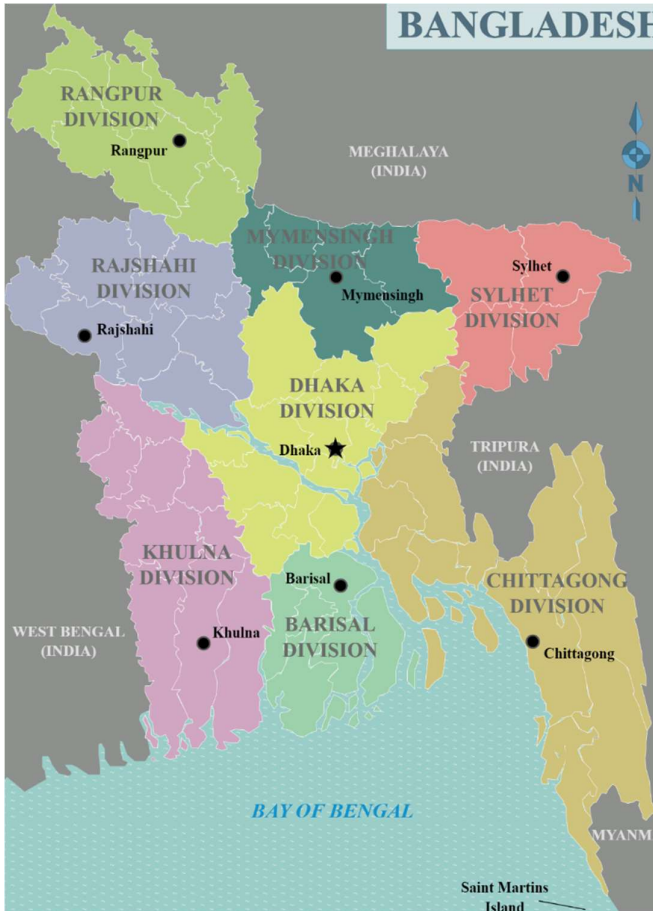 BANGLADESH
RANGPUR
DIVISION
Rangpur
MEGHALAYA
(INDIA)
N
MYMENSINGH
DIVISION
Mymensingh
RAJSHAHI
DIVISION
Rajshahi
Sylhet
SYLHET
DIVISION
DHAKA
DIVISION
Dhaka
TRIPURA
(INDIA)
KHULNA
DIVISION
Khulna
Barisal
BARISAL
DIVISION
CHITTAGONG
DIVISION
Chittagong
WEST BENGAL
(INDIA)
BAY OF BENGAL
MYANM
Saint Martins
Island